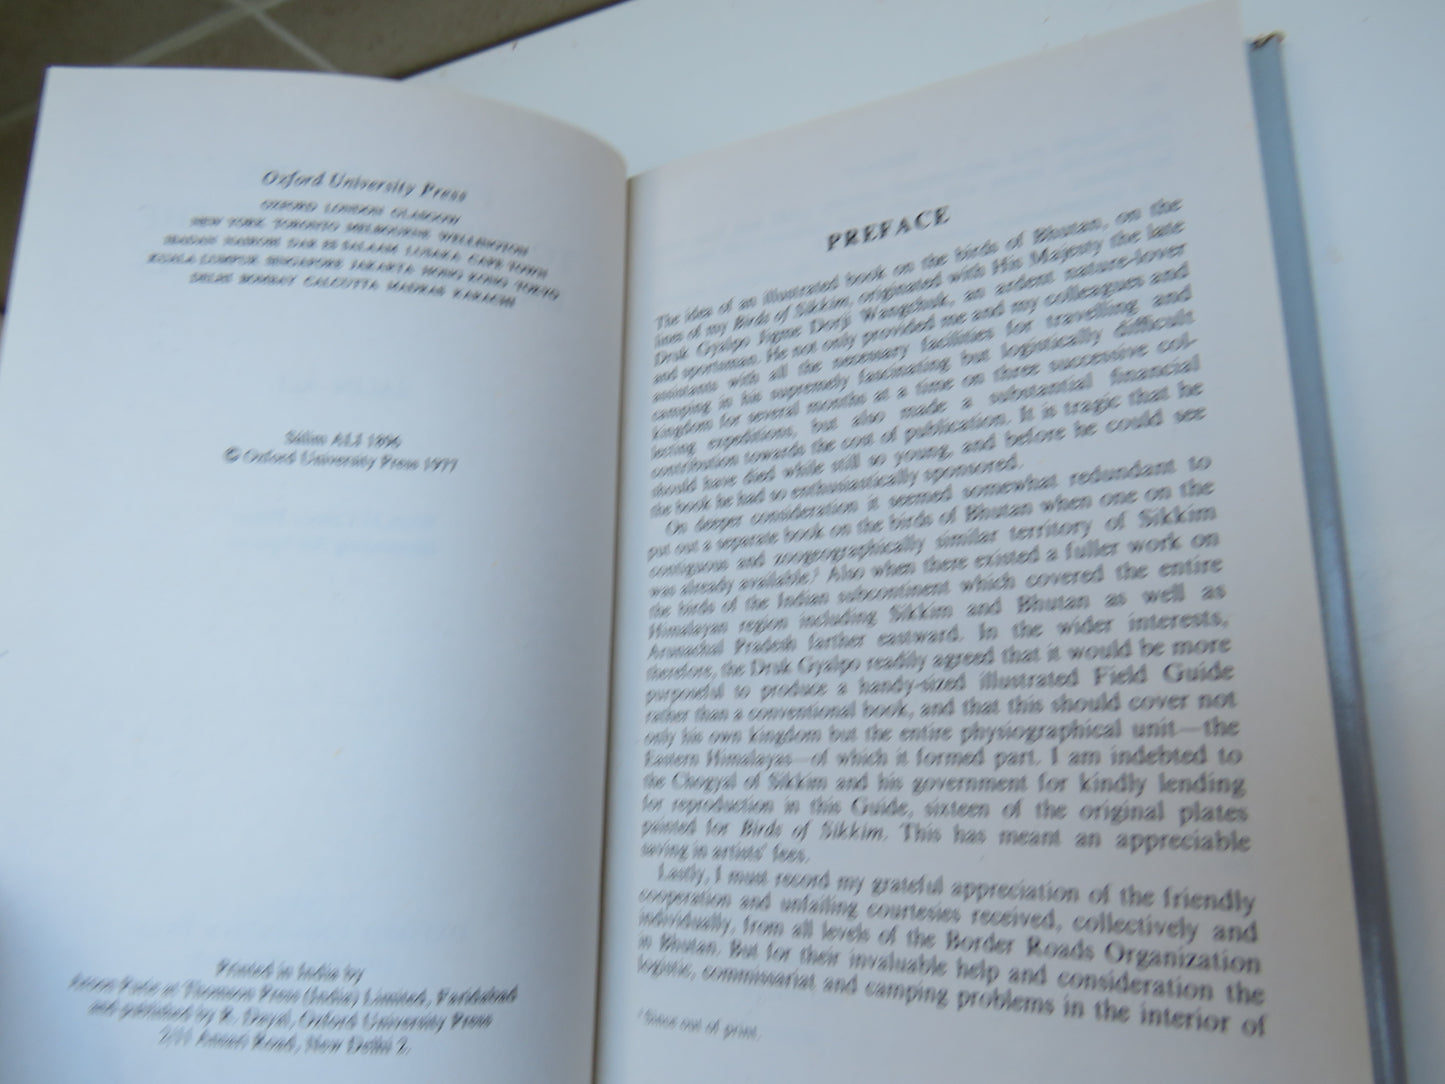 Oxford University Press
OXFORD LONDON GLASGOW
NEW YORK TORONTO MELBOURNE WELLINGTON
IBADAN NAIROBI DAR ES SALAAM LUSAKA CAPE TOWN
KUALA LUMPUR SINGAPORE JAKARTA HONG KONG TOKYO
DELHI BOMBAY CALCUTTA MADRAS KARACHI
Sálim ALI 1896
© Oxford University Press 1977
Printed in India by
at Thomson Press (India) Limited, Faridabad
and published by R. Dayal, Oxford University Press
2/11 Ansari Road, New Delhi 2.
PREFACE
The idea of an illustrated book on the birds of Bhutan, on the
lines of my Birds of Sikkim, originated with His Majesty the late
Druk Gyalpo Jigme Dorji Wangchuk, an ardent nature-lover
and sportsman. He not only provided me and my colleagues and
assistants with all the necessary facilities for travelling and
camping in his supremely fascinating but logistically difficult
kingdom for several months at a time on three successive col-
lecting expeditions, but also made a substantial financial
contribution towards the cost of publication. It is tragic that he
should have died while still so young, and before he could see
the book he had so enthusiastically sponsored.
On deeper consideration it seemed somewhat redundant to
put out a separate book on the birds of Bhutan when one on the
contiguous and zoogeographically similar territory of Sikkim
was already available.¹ Also when there existed a fuller work on
the birds of the Indian subcontinent which covered the entire
Himalayan region including Sikkim and Bhutan as well as
Arunachal Pradesh farther eastward. In the wider interests,
therefore, the Druk Gyalpo readily agreed that it would be more
purposeful to produce a handy-sized illustrated Field Guide
rather than a conventional book, and that this should cover not
only his own kingdom but the entire physiographical unit—the
Eastern Himalayas—of which it formed part. I am indebted to
the Chogyal of Sikkim and his government for kindly lending
for reproduction in this Guide, sixteen of the original plates
painted for Birds of Sikkim. This has meant an appreciable
saving in artists' fees.
Lastly, I must record my grateful appreciation of the friendly
cooperation and unfailing courtesies received, collectively and
individually, from all levels of the Border Roads Organization
in Bhutan. But for their invaluable help and consideration the
logistic, commissariat and camping problems in the interior of
¹ Since out of print.